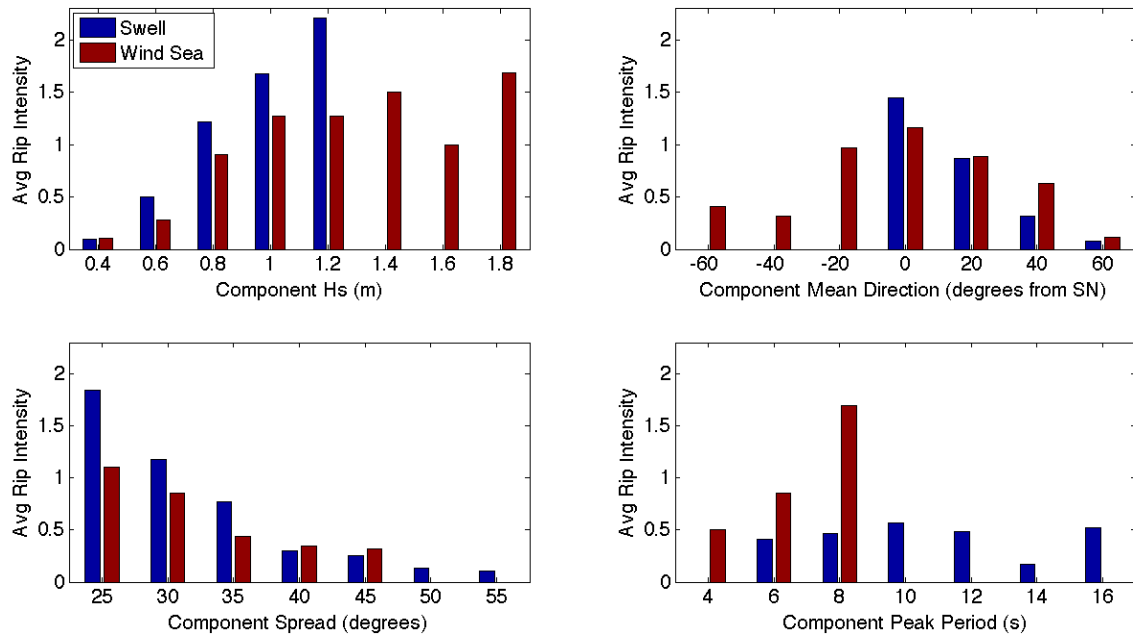 Swell
Wind Sea
Avg Rip Intensity
2
1.5
1
0.5
0
0.4 0.6 0.8 1 1.2 1.4 1.6 1.8
Component Hs (m)
Avg Rip Intensity
2
1.5
1
0.5
0
-60 -40 -20 0 20 40 60
Component Mean Direction (degrees from SN)
Avg Rip Intensity
2
1.5
1
0.5
0
25 30 35 40 45 50 55
Component Spread (degrees)
Avg Rip Intensity
2
1.5
1
0.5
0
4 6 8 10 12 14 16
Component Peak Period (s)